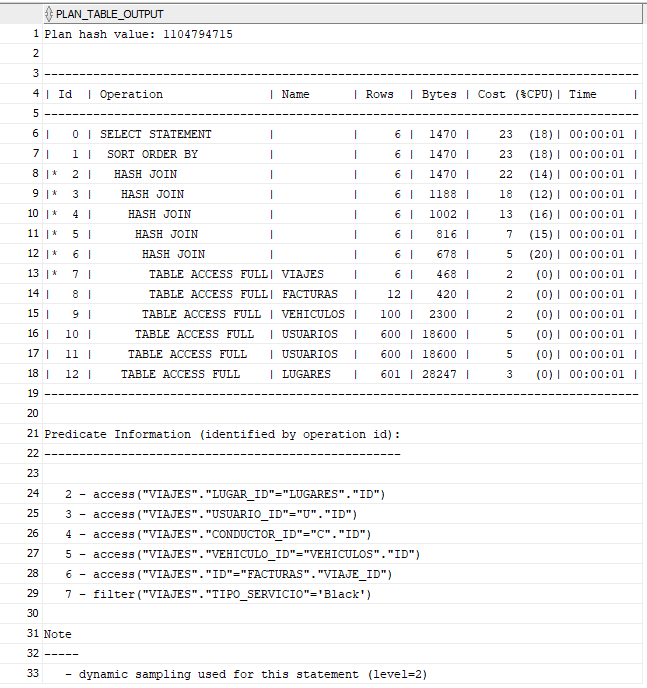 PLAN_TABLE_OUTPUT
1 Plan hash value: 1104794715
2
3 -------------------------------------------------------------------------------------
4 | Id  | Operation               | Name      | Rows  | Bytes | Cost (%CPU)| Time     |
5 -------------------------------------------------------------------------------------
6 |   0 | SELECT STATEMENT        |           |     6 |  1470 |    23  (18)| 00:00:01 |
7 |   1 |  SORT ORDER BY          |           |     6 |  1470 |    23  (18)| 00:00:01 |
8 |*  2 |   HASH JOIN             |           |     6 |  1470 |    22  (14)| 00:00:01 |
9 |*  3 |    HASH JOIN            |           |     6 |  1188 |    18  (12)| 00:00:01 |
10 |*  4 |     HASH JOIN           |           |     6 |  1002 |    13  (16)| 00:00:01 |
11 |*  5 |      HASH JOIN          |           |     6 |   816 |     7  (15)| 00:00:01 |
12 |*  6 |       HASH JOIN         |           |     6 |   678 |     5  (20)| 00:00:01 |
13 |*  7 |        TABLE ACCESS FULL| VIAJES    |     6 |   468 |     2   (0)| 00:00:01 |
14 |   8 |        TABLE ACCESS FULL| FACTURAS  |    12 |   420 |     2   (0)| 00:00:01 |
15 |   9 |       TABLE ACCESS FULL | VEHICULOS |   100 |  2300 |     2   (0)| 00:00:01 |
16 |  10 |      TABLE ACCESS FULL  | USUARIOS  |   600 | 18600 |     5   (0)| 00:00:01 |
17 |  11 |     TABLE ACCESS FULL   | USUARIOS  |   600 | 18600 |     5   (0)| 00:00:01 |
18 |  12 |    TABLE ACCESS FULL    | LUGARES   |   601 | 28247 |     3   (0)| 00:00:01 |
19 -------------------------------------------------------------------------------------
20
21 Predicate Information (identified by operation id):
22 ---------------------------------------------------
23
24    2 - access("VIAJES"."LUGAR_ID"="LUGARES"."ID")
25    3 - access("VIAJES"."USUARIO_ID"="U"."ID")
26    4 - access("VIAJES"."CONDUCTOR_ID"="C"."ID")
27    5 - access("VIAJES"."VEHICULO_ID"="VEHICULOS"."ID")
28    6 - access("VIAJES"."ID"="FACTURAS"."VIAJE_ID")
29    7 - filter("VIAJES"."TIPO_SERVICIO"='Black')
30
31 Note
32 -----
33    - dynamic sampling used for this statement (level=2)